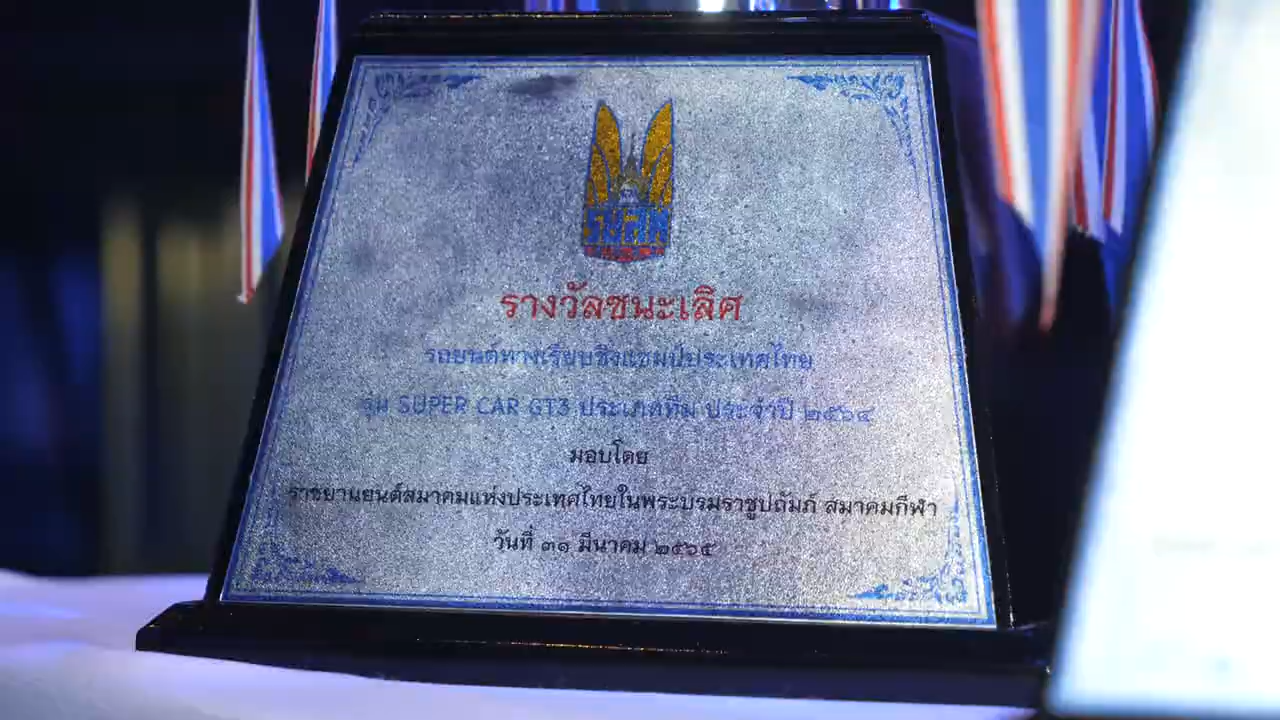 รยสท
รางวัลชนะเลิศ
รถยนต์ทางเรียบชิงแชมป์ประเทศไทย
รุ่น SUPER CAR GT3 ประเภททีม ประจำปี ๒๕๖๔
มอบโดย
ราชยานยนต์สมาคมแห่งประเทศไทยในพระบรมราชูปถัมภ์ สมาคมกีฬา
วันที่ ๓๑ มีนาคม ๒๕๖๕